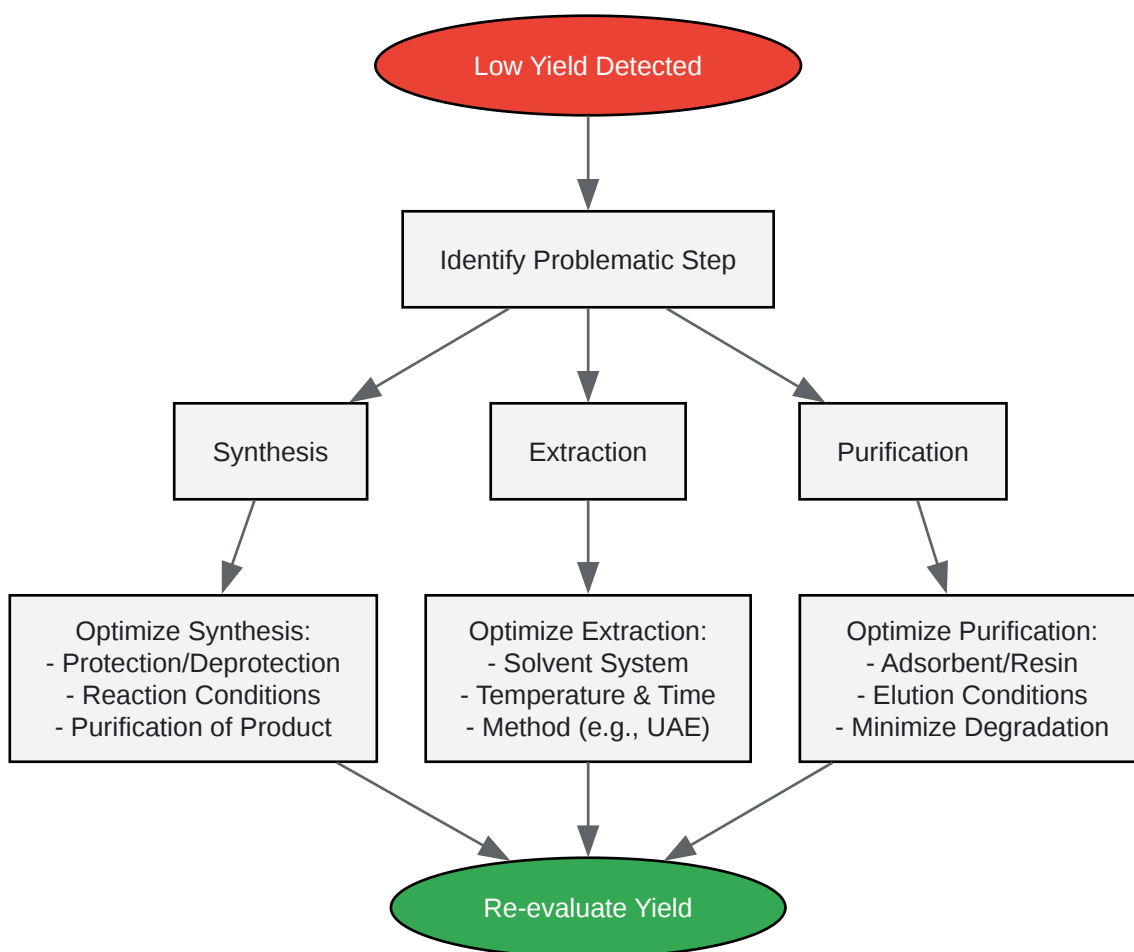 Low Yield Detected
Identify Problematic Step
Synthesis
Extraction
Purification
Optimize Synthesis:
- Protection/Deprotection
- Reaction Conditions
- Purification of Product
Optimize Extraction:
- Solvent System
- Temperature & Time
- Method (e.g., UAE)
Optimize Purification:
- Adsorbent/Resin
- Elution Conditions
- Minimize Degradation
Re-evaluate Yield